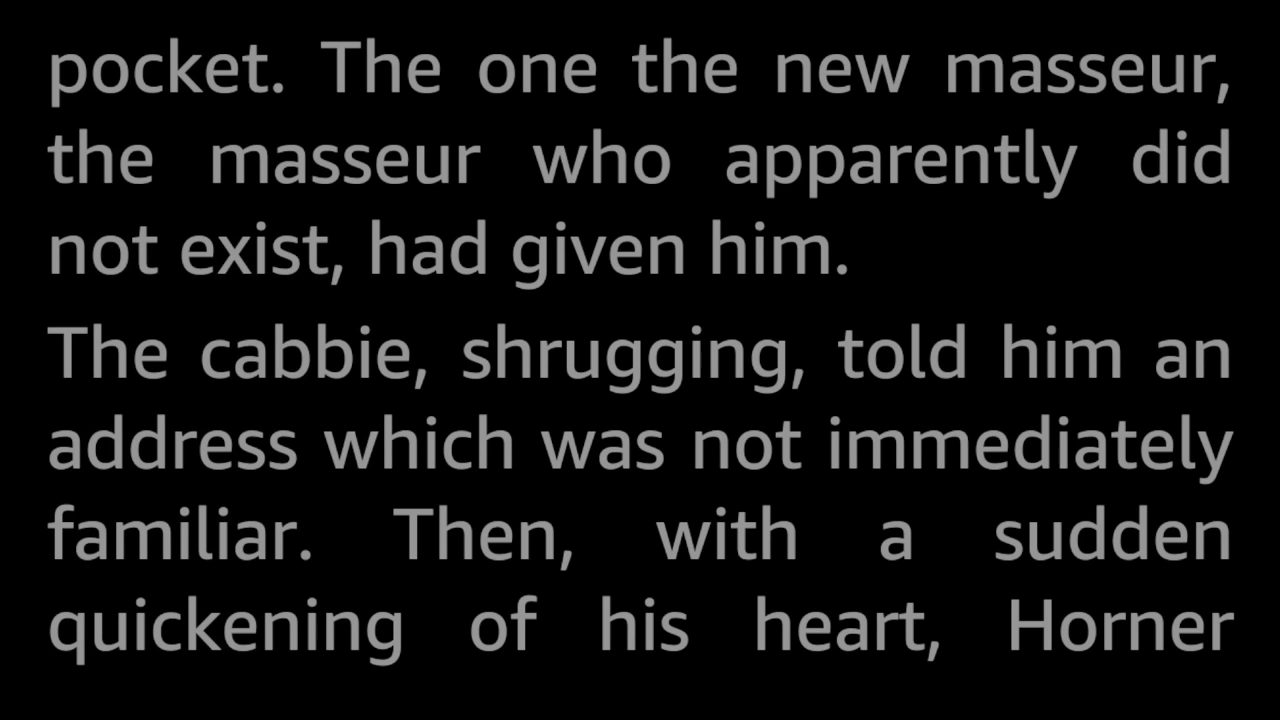 pocket. The one the new masseur,
the masseur who apparently did
not exist, had given him.
The cabbie, shrugging, told him an
address which was not immediately
familiar. Then, with a sudden
quickening of his heart, Horner